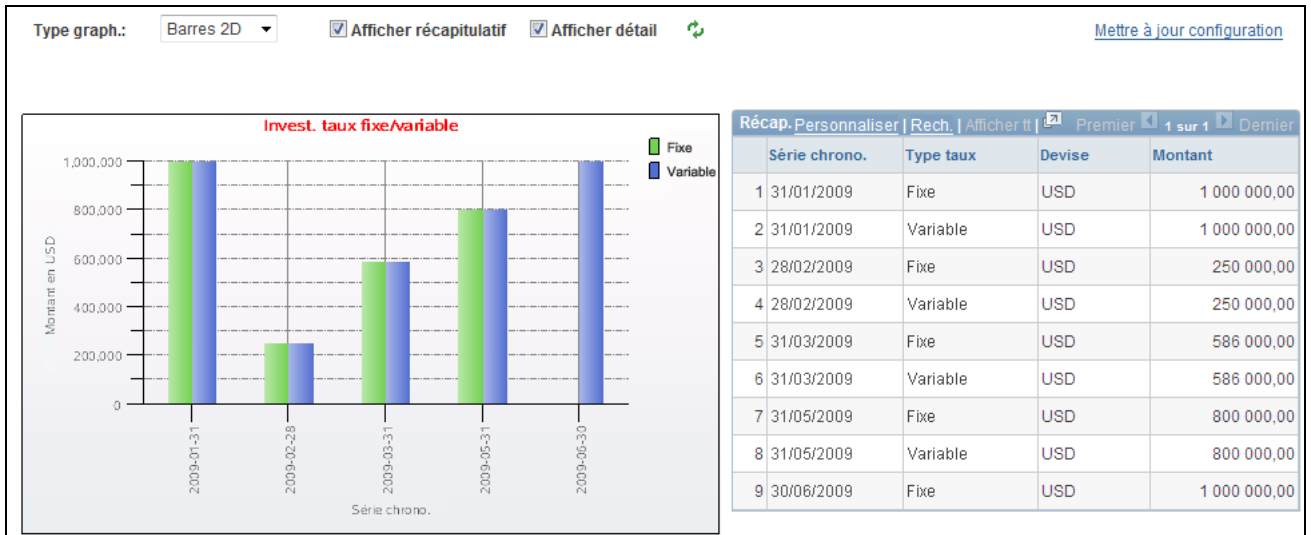 Type graph.: Barres 2D Afficher récapitulatif Afficher détail Mettre à jour configuration
Invest. taux fixe/variable
Fixe
Variable
1,000,000
800,000
600,000
400,000
200,000
0
Montant en USD
2009-01-31
2009-02-28
2009-03-31
2009-05-31
2009-06-30
Série chrono.
Récap. Personnaliser | Rech. | Afficher tt | Premier 1 sur 1 Dernier
Série chrono. Type taux Devise Montant
1 31/01/2009 Fixe USD 1 000 000,00
2 31/01/2009 Variable USD 1 000 000,00
3 28/02/2009 Fixe USD 250 000,00
4 28/02/2009 Variable USD 250 000,00
5 31/03/2009 Fixe USD 586 000,00
6 31/03/2009 Variable USD 586 000,00
7 31/05/2009 Fixe USD 800 000,00
8 31/05/2009 Variable USD 800 000,00
9 30/06/2009 Fixe USD 1 000 000,00